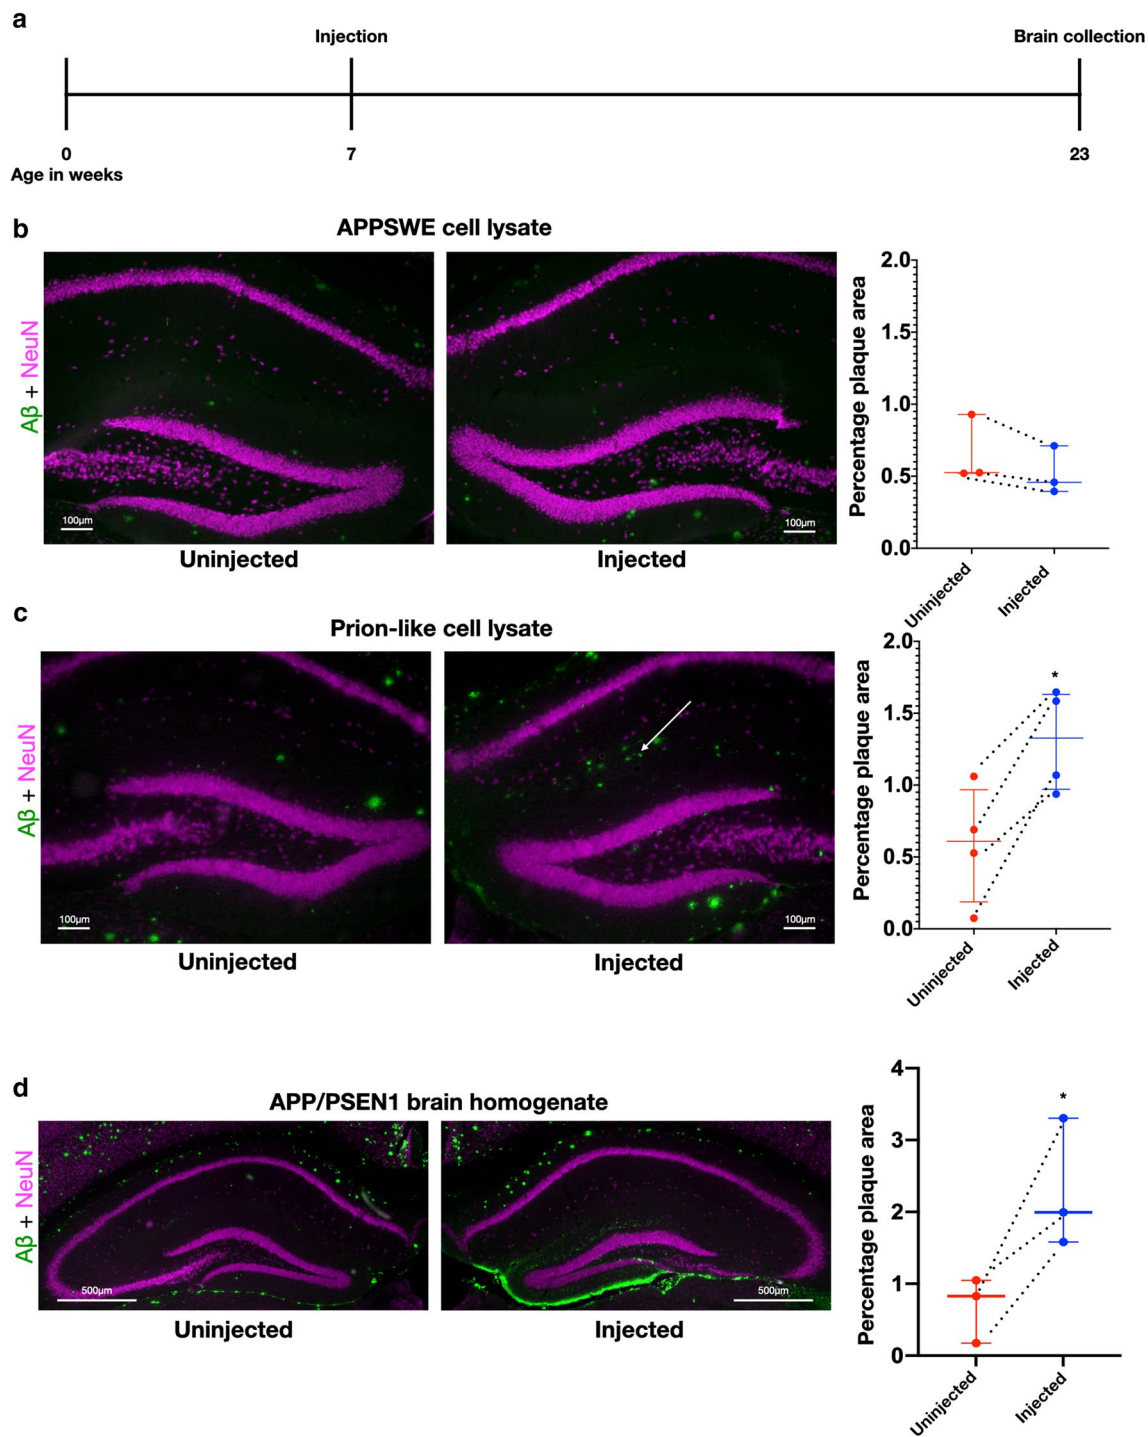 a
Injection
Brain collection
0
7
23
Age in weeks
b
APPSWE cell lysate
Aβ + NeuN
100µm
100µm
Uninjected
Injected
Percentage plaque area
2.0
1.5
1.0
0.5
0.0
Uninjected
Injected
c
Prion-like cell lysate
Aβ + NeuN
100µm
100µm
Uninjected
Injected
Percentage plaque area
2.0
1.5
1.0
0.5
0.0
*
Uninjected
Injected
d
APP/PSEN1 brain homogenate
Aβ + NeuN
500µm
500µm
Uninjected
Injected
Percentage plaque area
4
3
2
1
0
*
Uninjected
Injected